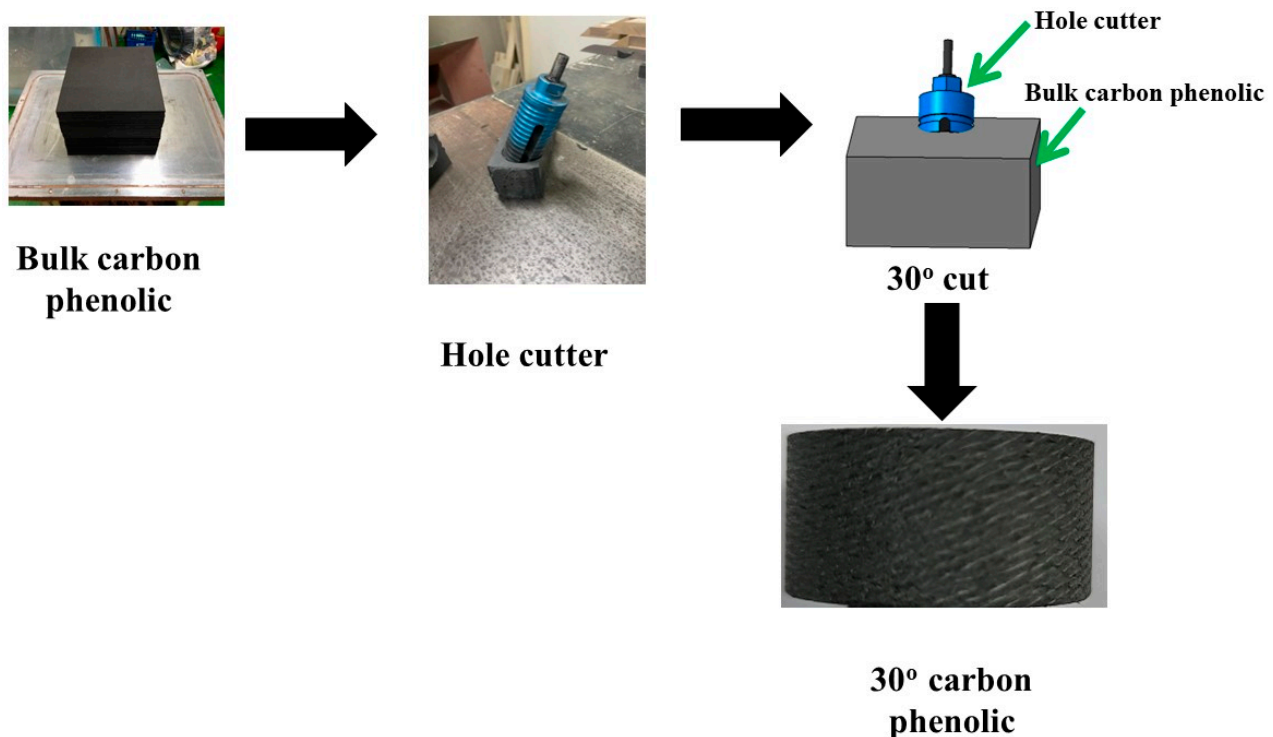 Hole cutter
Bulk carbon phenolic
Bulk carbon
phenolic
Hole cutter
30° cut
30° carbon
phenolic